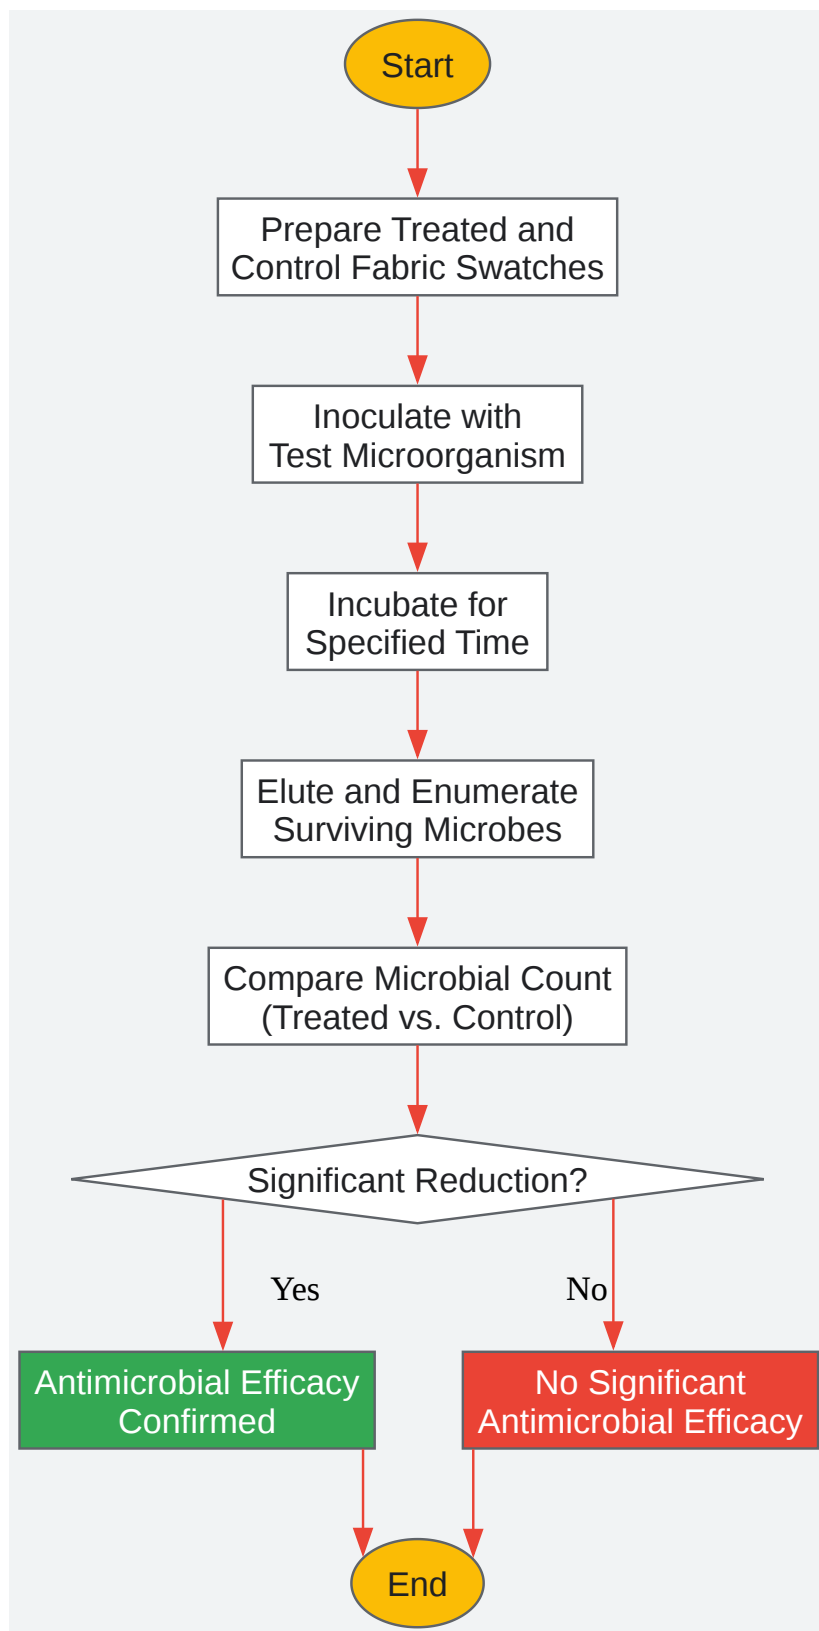 Start
Prepare Treated and
Control Fabric Swatches
Inoculate with
Test Microorganism
Incubate for
Specified Time
Elute and Enumerate
Surviving Microbes
Compare Microbial Count
(Treated vs. Control)
Significant Reduction?
Yes
No
Antimicrobial Efficacy
Confirmed
No Significant
Antimicrobial Efficacy
End